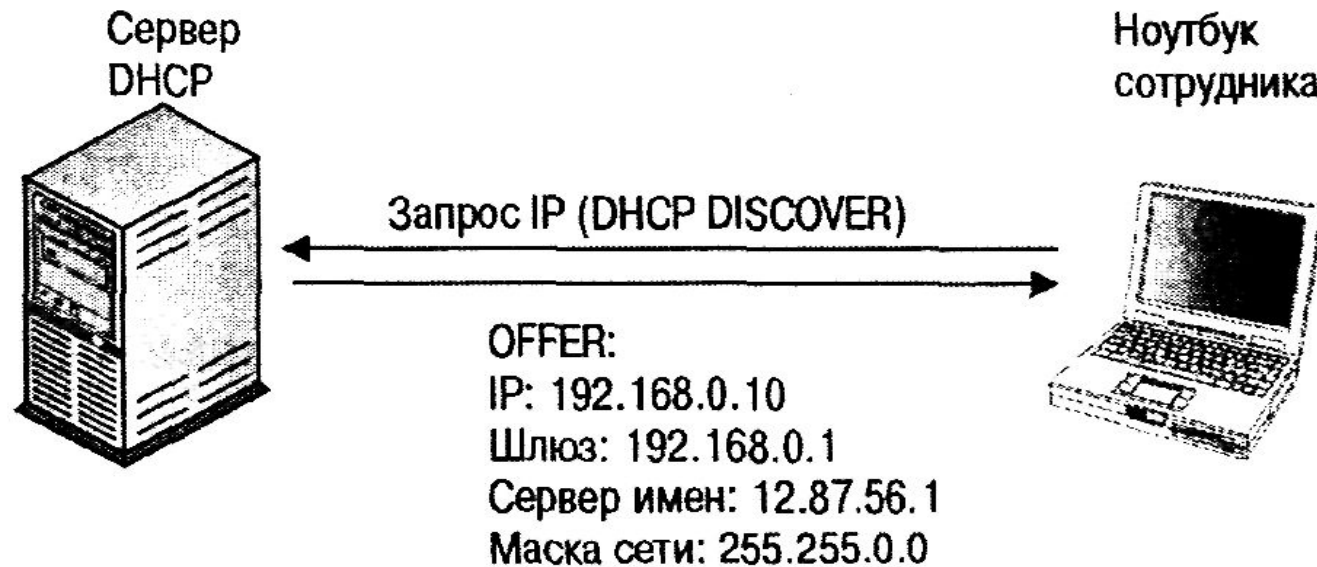 Сервер
DHCP
Ноутбук
сотрудника
Запрос IP (DHCP DISCOVER)
OFFER:
IP: 192.168.0.10
Шлюз: 192.168.0.1
Сервер имен: 12.87.56.1
Маска сети: 255.255.0.0